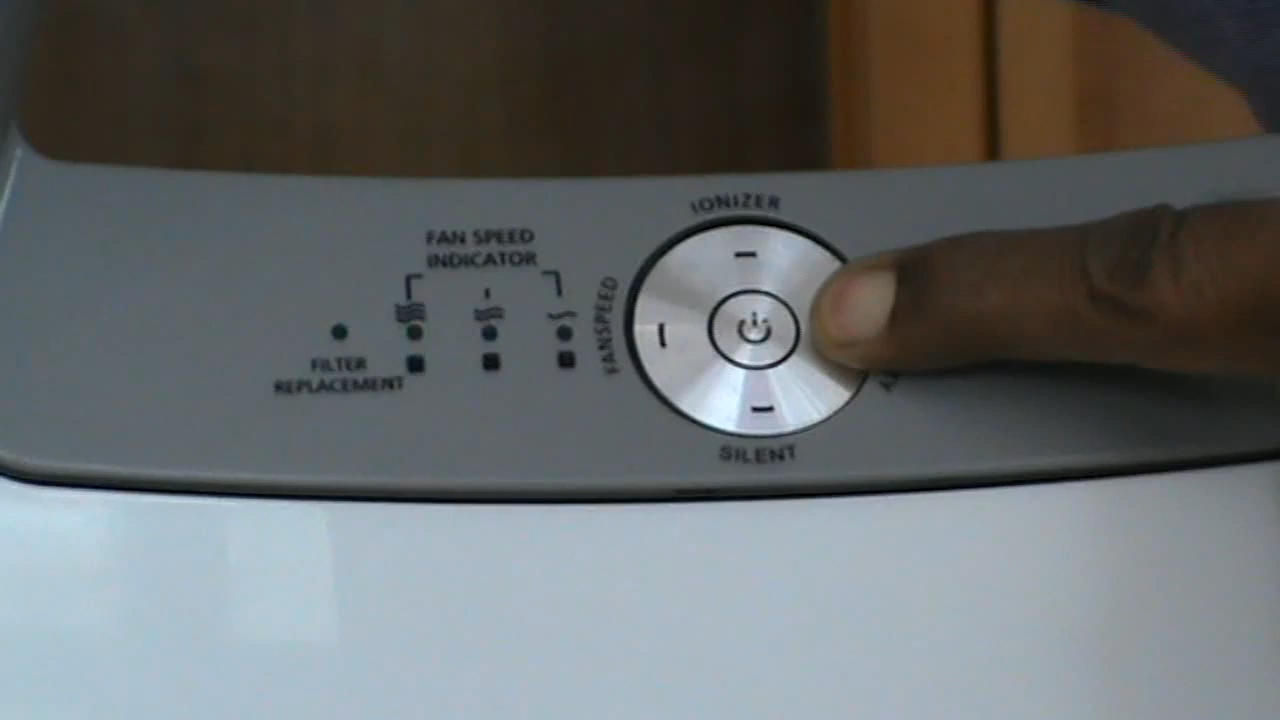 IONIZER
FAN SPEED
INDICATOR
FANSPEED
FILTER
REPLACEMENT
SILENT